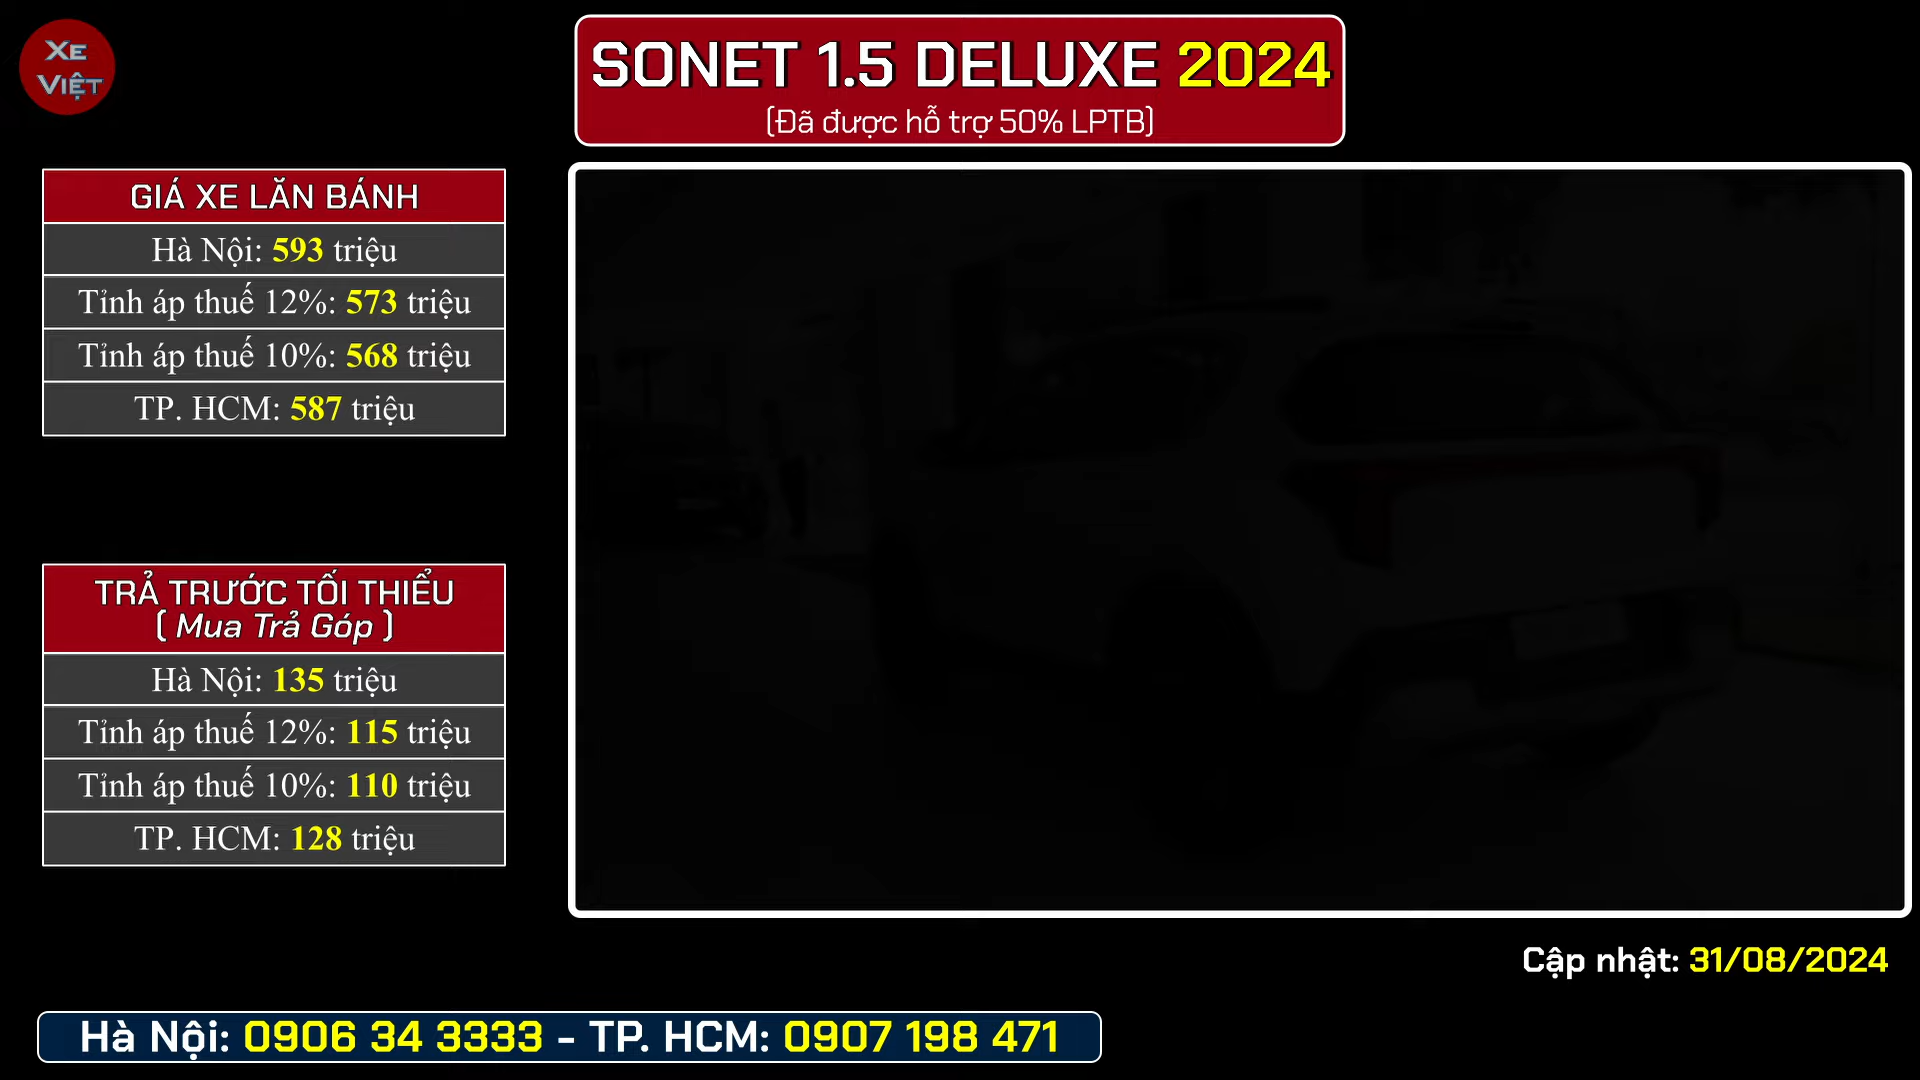 XE
VIỆT
SONET 1.5 DELUXE 2024
(Đã được hỗ trợ 50% LPTB)
GIÁ XE LĂN BÁNH
Hà Nội: 593 triệu
Tỉnh áp thuế 12%: 573 triệu
Tỉnh áp thuế 10%: 568 triệu
TP. HCM: 587 triệu
TRẢ TRƯỚC TỐI THIỂU
( Mua Trả Góp )
Hà Nội: 135 triệu
Tỉnh áp thuế 12%: 115 triệu
Tỉnh áp thuế 10%: 110 triệu
TP. HCM: 128 triệu
Cập nhật: 31/08/2024
Hà Nội: 0906 34 3333 - TP. HCM: 0907 198 471